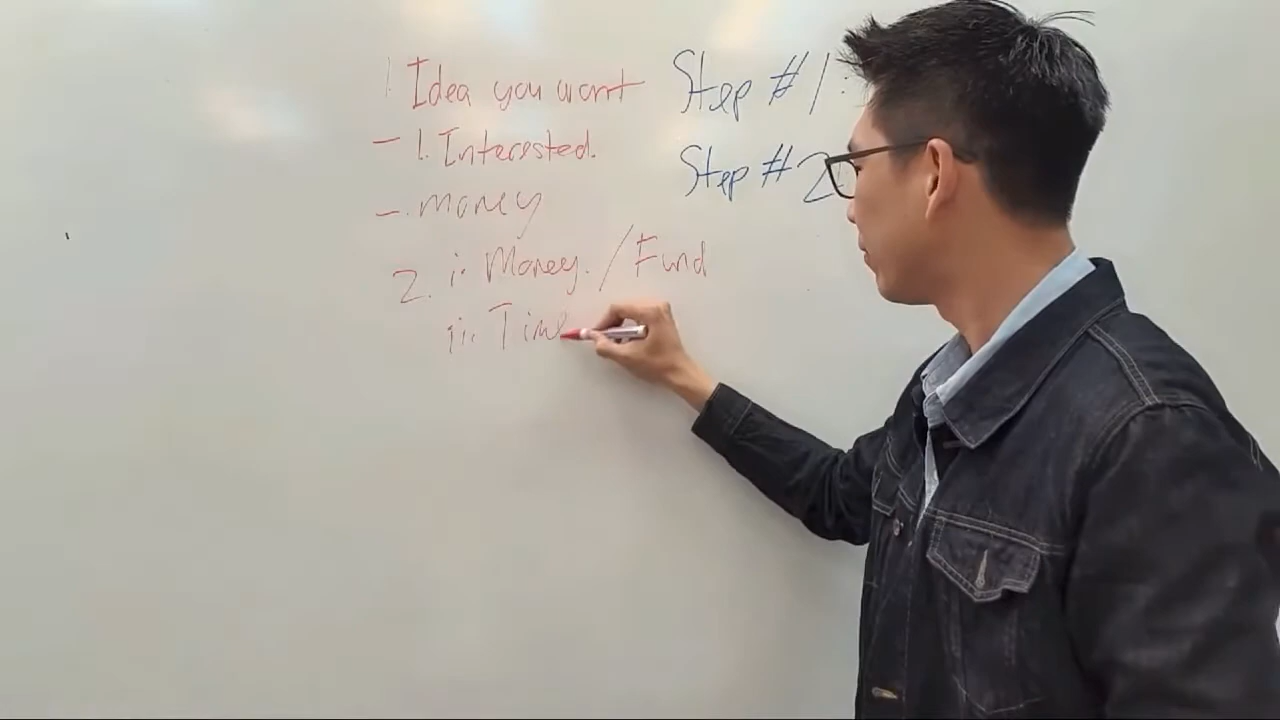 1. Idea you want
- 1. Interested.
-. money
2. i. Money. / Fund
ii. Time
Step #1:
Step #2